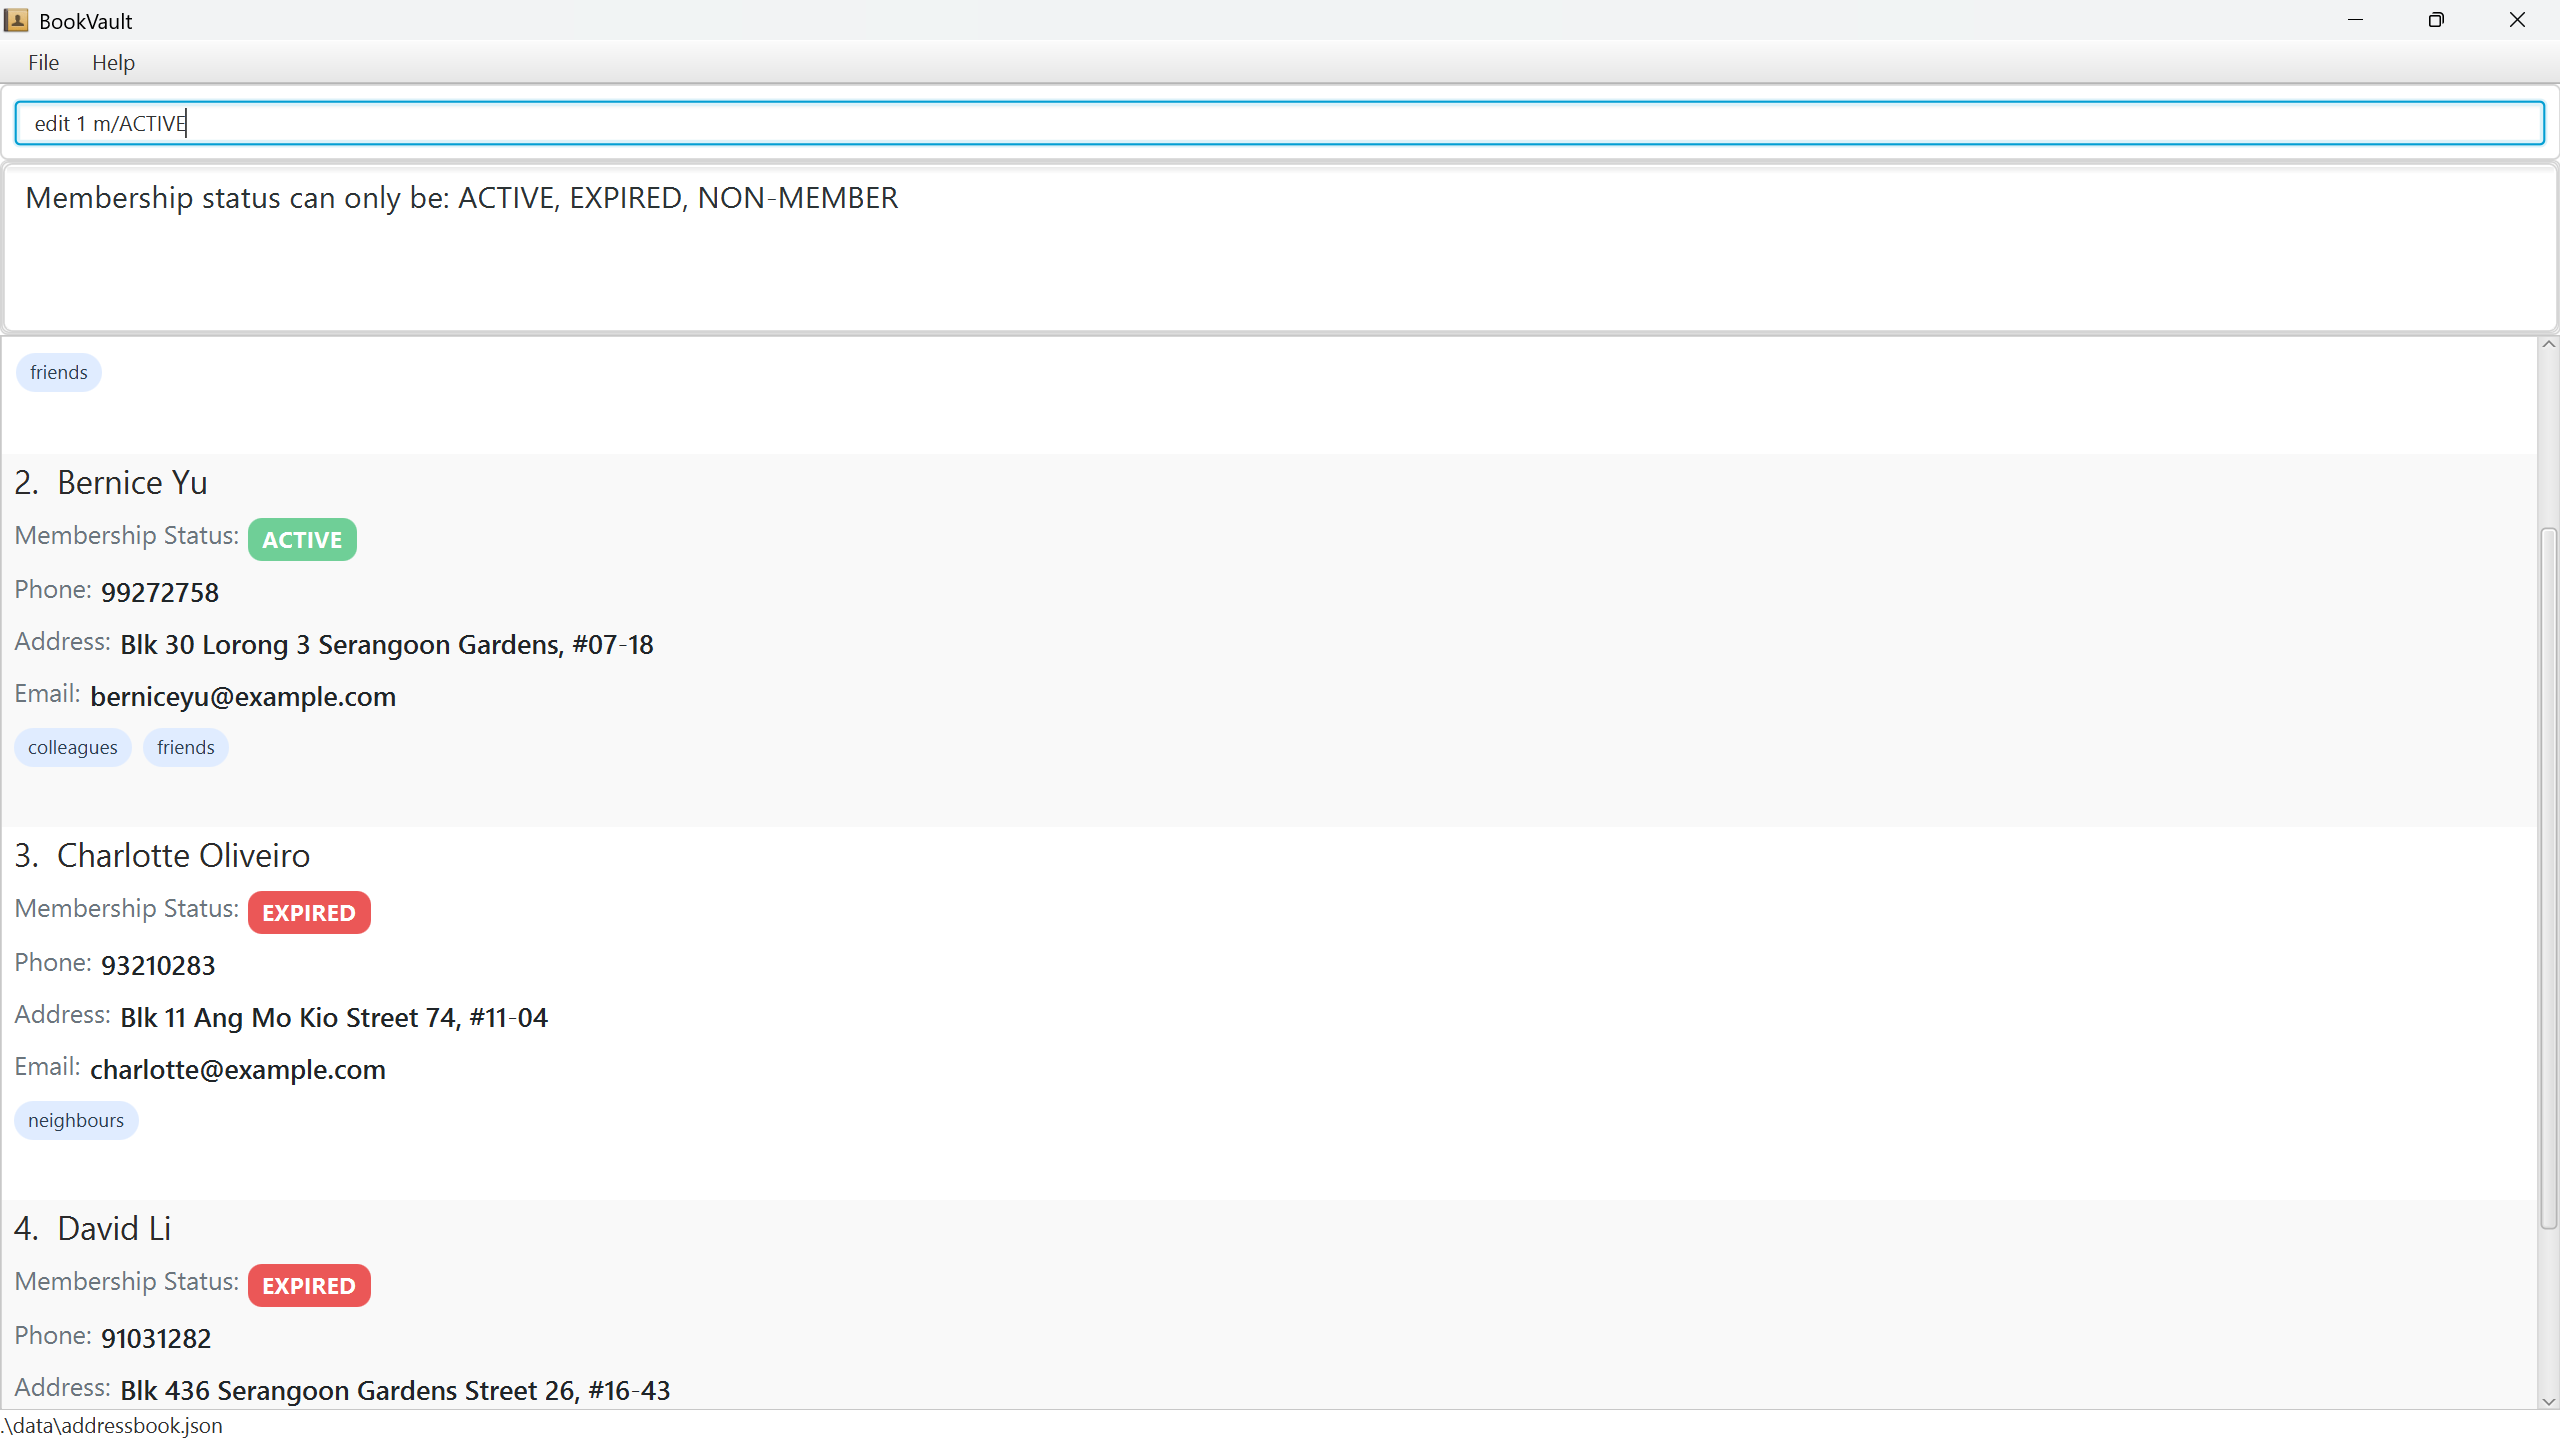 BookVault
File Help
edit 1 m/ACTIVE
Membership status can only be: ACTIVE, EXPIRED, NON-MEMBER
friends
2. Bernice Yu
Membership Status: ACTIVE
Phone: 99272758
Address: Blk 30 Lorong 3 Serangoon Gardens, #07-18
Email: berniceyu@example.com
colleagues friends
3. Charlotte Oliveiro
Membership Status: EXPIRED
Phone: 93210283
Address: Blk 11 Ang Mo Kio Street 74, #11-04
Email: charlotte@example.com
neighbours
4. David Li
Membership Status: EXPIRED
Phone: 91031282
Address: Blk 436 Serangoon Gardens Street 26, #16-43
.\data\addressbook.json